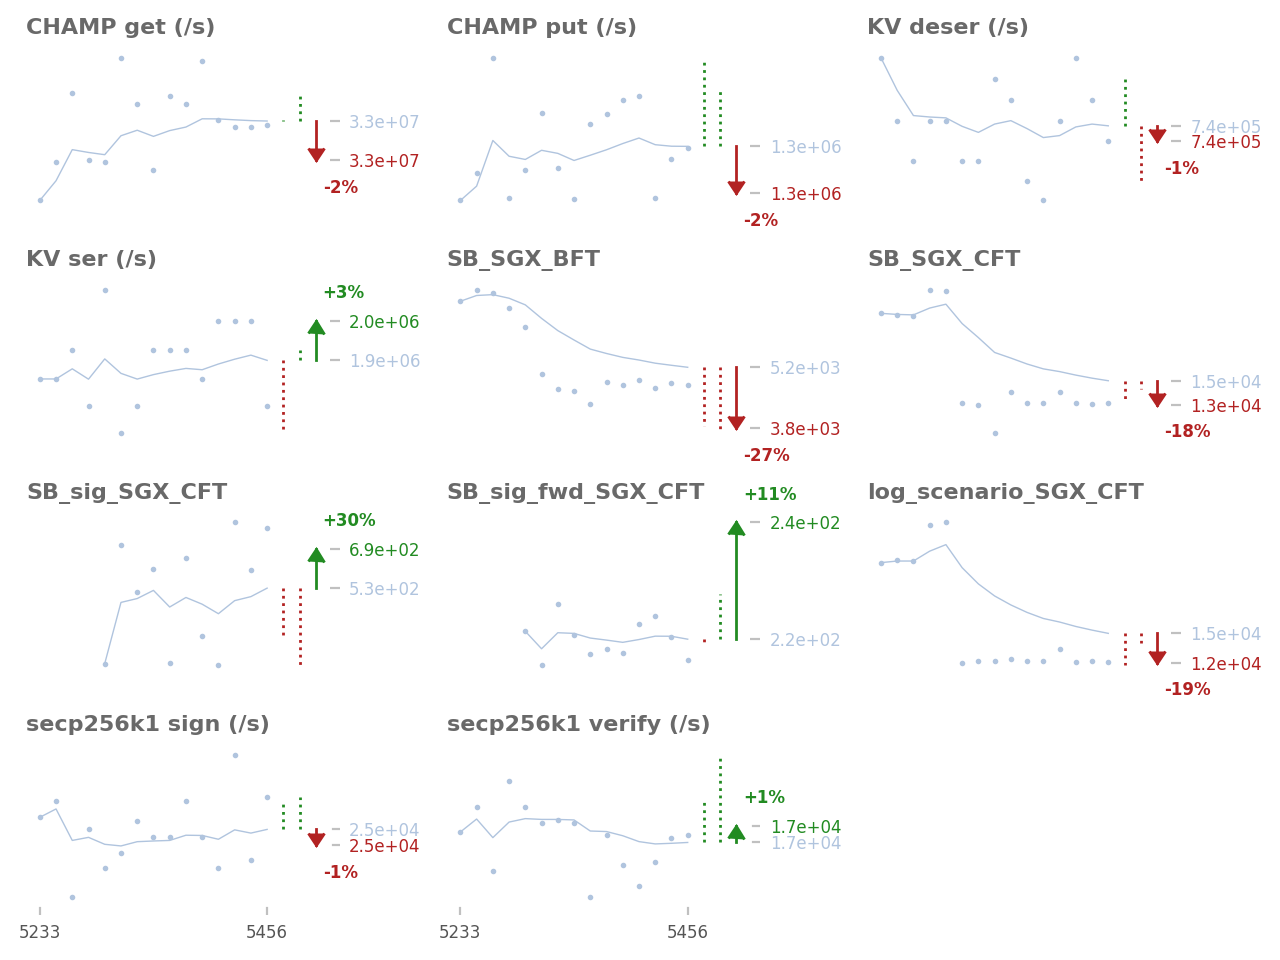 CHAMP get (/s)
3.3e+07
3.3e+07
-2%
CHAMP put (/s)
1.3e+06
1.3e+06
-2%
KV deser (/s)
7.4e+05
7.4e+05
-1%
KV ser (/s)
+3%
2.0e+06
1.9e+06
SB_SGX_BFT
5.2e+03
3.8e+03
-27%
SB_SGX_CFT
1.5e+04
1.3e+04
-18%
SB_sig_SGX_CFT
+30%
6.9e+02
5.3e+02
SB_sig_fwd_SGX_CFT
+11%
2.4e+02
2.2e+02
log_scenario_SGX_CFT
1.5e+04
1.2e+04
-19%
secp256k1 sign (/s)
2.5e+04
2.5e+04
-1%
5233
5456
secp256k1 verify (/s)
+1%
1.7e+04
1.7e+04
5233
5456